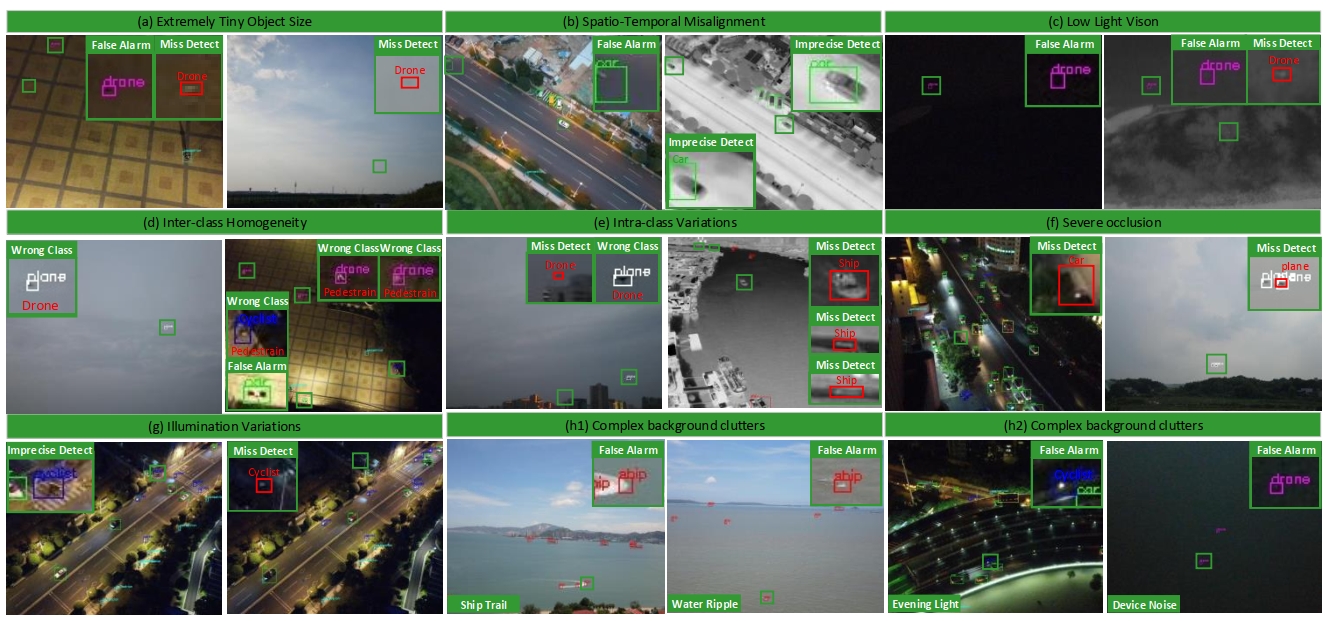 (a) Extremely Tiny Object Size
False Alarm
Miss Detect
drone
Drone
Miss Detect
Drone
(b) Spatio-Temporal Misalignment
False Alarm
car
Imprecise Detect
car
Imprecise Detect
Car
(c) Low Light Vison
False Alarm
drone
False Alarm
Miss Detect
drone
Drone
(d) Inter-class Homogeneity
Wrong Class
plane
Drone
Wrong Class
Wrong Class
drone
drone
Pedestrain
Pedestrain
Wrong Class
cyclist
Pedestrain
False Alarm
car
(e) Intra-class Variations
Miss Detect
Wrong Class
Drone
plane
Drone
Miss Detect
Ship
Miss Detect
Ship
Miss Detect
Ship
(f) Severe occlusion
Miss Detect
Car
Miss Detect
plane
(g) Illumination Variations
Imprecise Detect
cyclist
Miss Detect
Cyclist
(h1) Complex background clutters
False Alarm
Ship Trail
False Alarm
Water Ripple
(h2) Complex background clutters
False Alarm
cyclist
car
Evening Light
False Alarm
drone
Device Noise